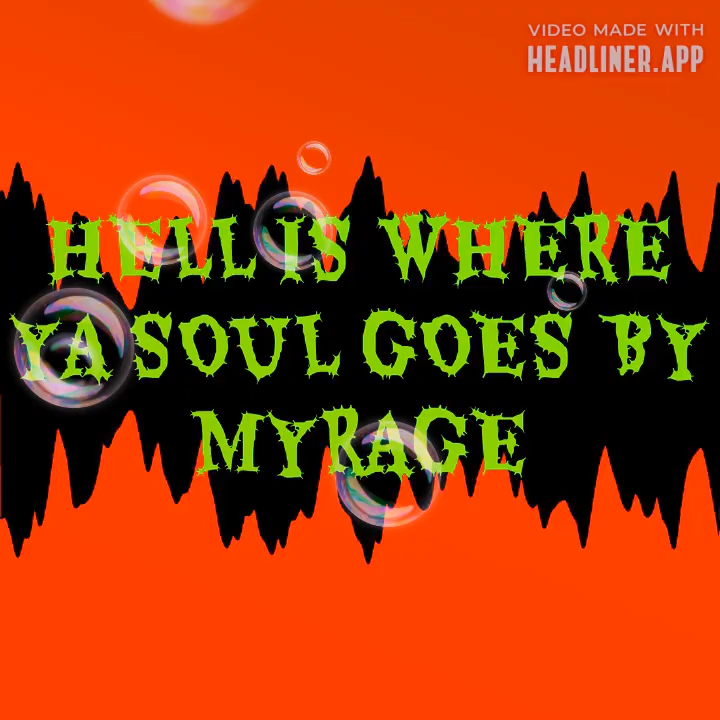 VIDEO MADE WITH
HEADLINER.APP
HELL IS WHERE
YA SOUL GOES BY
MYRAGE